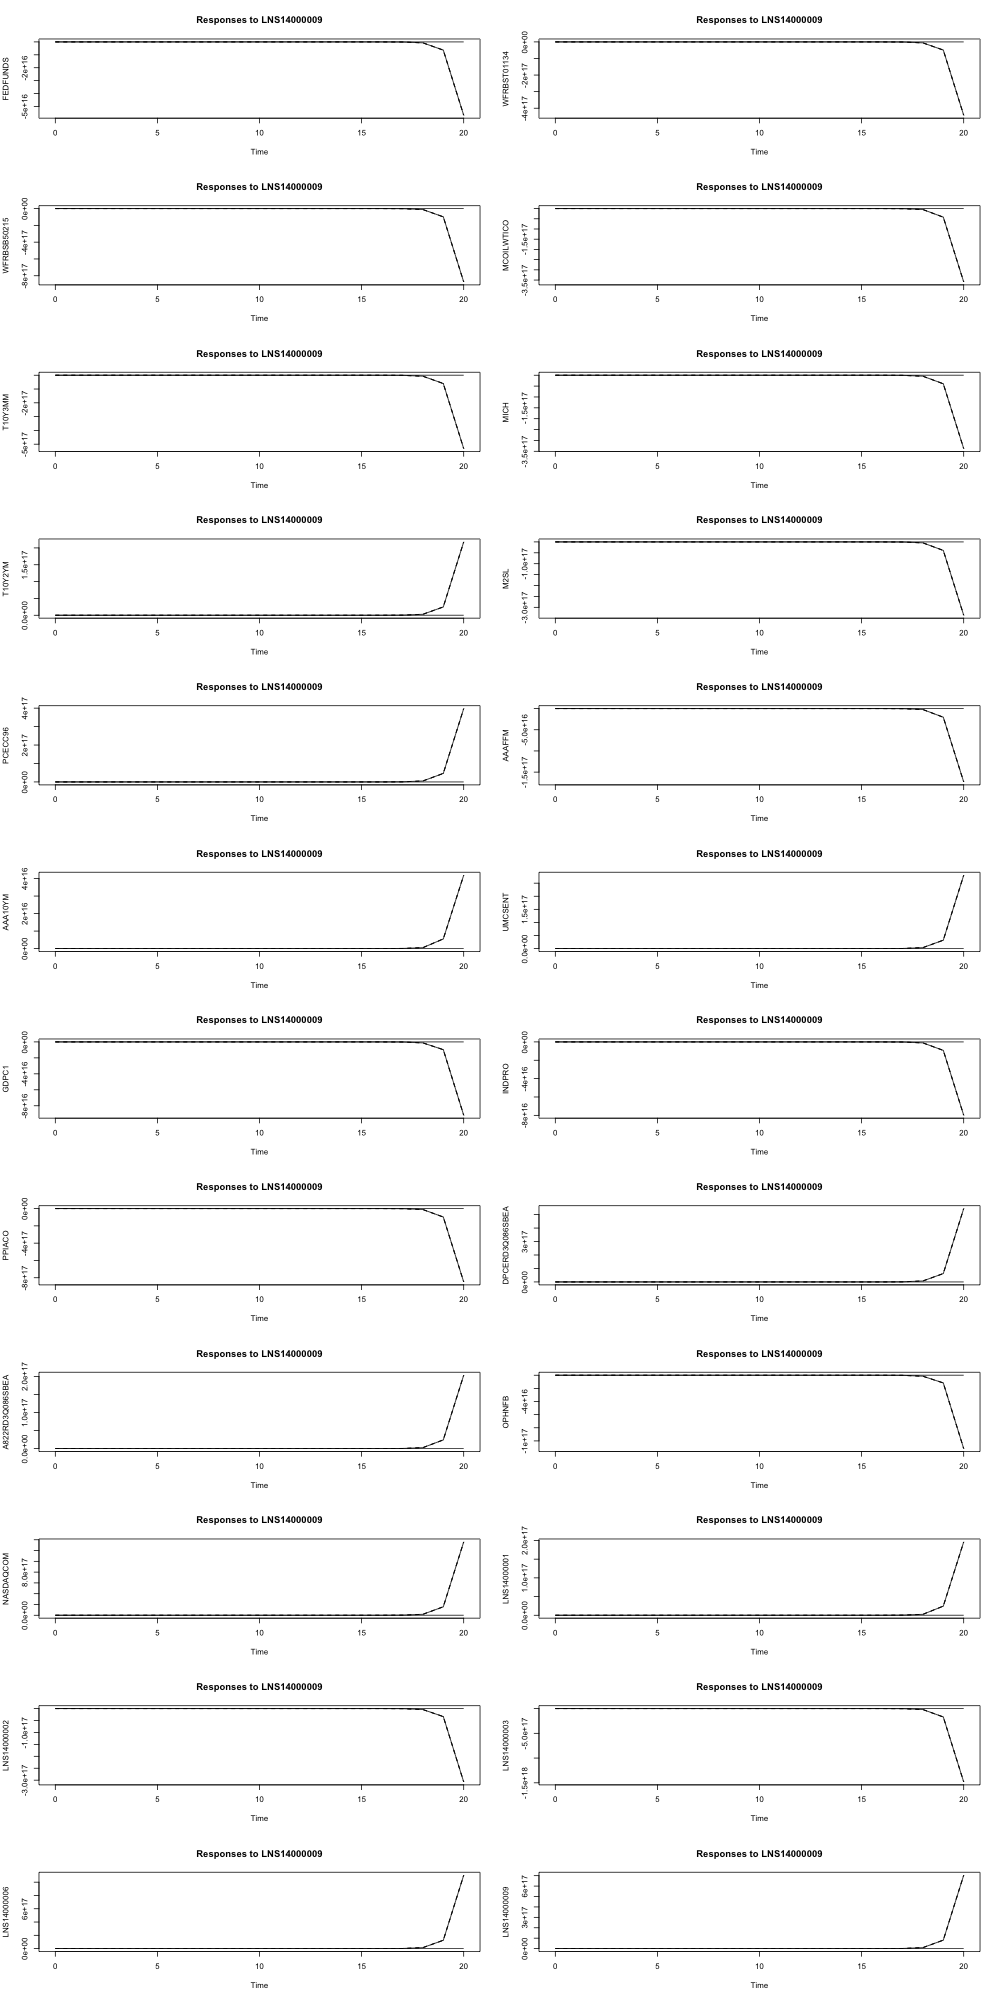 Responses to LNS14000009
FEDFUNDS
-5e+16 -2e+16
0 5 10 15 20
Time
Responses to LNS14000009
WFRBST01134
-4e+17 -2e+17 0e+00
0 5 10 15 20
Time
Responses to LNS14000009
WFRBSB50215
-8e+17 -4e+17 0e+00
0 5 10 15 20
Time
Responses to LNS14000009
MCOILWTICO
-3.5e+17 -1.5e+17
0 5 10 15 20
Time
Responses to LNS14000009
T10Y3MM
-5e+17 -2e+17
0 5 10 15 20
Time
Responses to LNS14000009
MICH
-3.5e+17 -1.5e+17
0 5 10 15 20
Time
Responses to LNS14000009
T10Y2YM
0.0e+00 1.5e+17
0 5 10 15 20
Time
Responses to LNS14000009
M2SL
-3.0e+17 -1.0e+17
0 5 10 15 20
Time
Responses to LNS14000009
PCECC96
0e+00 2e+17 4e+17
0 5 10 15 20
Time
Responses to LNS14000009
AAAFFM
-1.5e+17 -5.0e+16
0 5 10 15 20
Time
Responses to LNS14000009
AAA10YM
0e+00 2e+16 4e+16
0 5 10 15 20
Time
Responses to LNS14000009
UMCSENT
0.0e+00 1.5e+17
0 5 10 15 20
Time
Responses to LNS14000009
GDPC1
-8e+16 -4e+16 0e+00
0 5 10 15 20
Time
Responses to LNS14000009
INDPRO
-8e+16 -4e+16 0e+00
0 5 10 15 20
Time
Responses to LNS14000009
PPIACO
-8e+17 -4e+17 0e+00
0 5 10 15 20
Time
Responses to LNS14000009
DPCERD3Q086SBEA
0e+00 3e+17
0 5 10 15 20
Time
Responses to LNS14000009
A822RD3Q086SBEA
0.0e+00 1.0e+17 2.0e+17
0 5 10 15 20
Time
Responses to LNS14000009
OPHNFB
-1e+17 -4e+16
0 5 10 15 20
Time
Responses to LNS14000009
NASDAQCOM
0.0e+00 8.0e+17
0 5 10 15 20
Time
Responses to LNS14000009
LNS14000001
0.0e+00 1.0e+17 2.0e+17
0 5 10 15 20
Time
Responses to LNS14000009
LNS14000002
-3.0e+17 -1.0e+17
0 5 10 15 20
Time
Responses to LNS14000009
LNS14000003
-1.5e+18 -5.0e+17
0 5 10 15 20
Time
Responses to LNS14000009
LNS14000006
0e+00 6e+17
0 5 10 15 20
Time
Responses to LNS14000009
LNS14000009
0e+00 3e+17 6e+17
0 5 10 15 20
Time